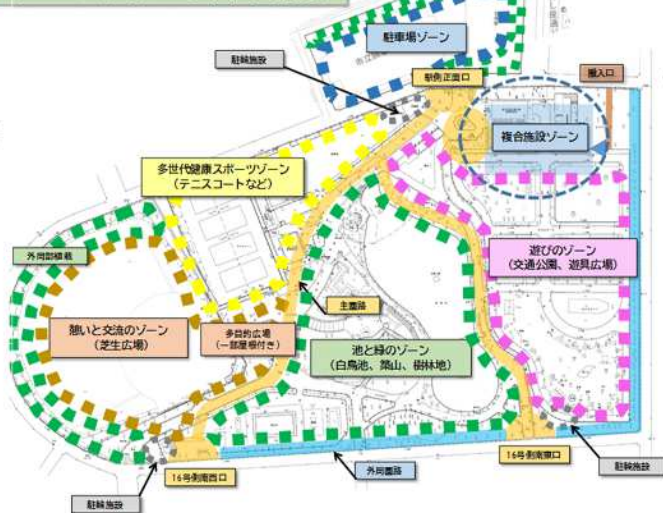 駐車場ゾーン
駐輪施設
駅側正面口
搬入口
複合施設ゾーン
多世代健康スポーツゾーン
（テニスコートなど）
遊びのゾーン
（交通公園、遊具広場）
外周部植栽
主園路
憩いと交流のゾーン
（芝生広場）
多目的広場
（一部屋根付き）
池と緑のゾーン
（白鳥池、築山、樹林地）
16号側南西口
16号側南東口
駐輪施設
外周園路
駐輪施設